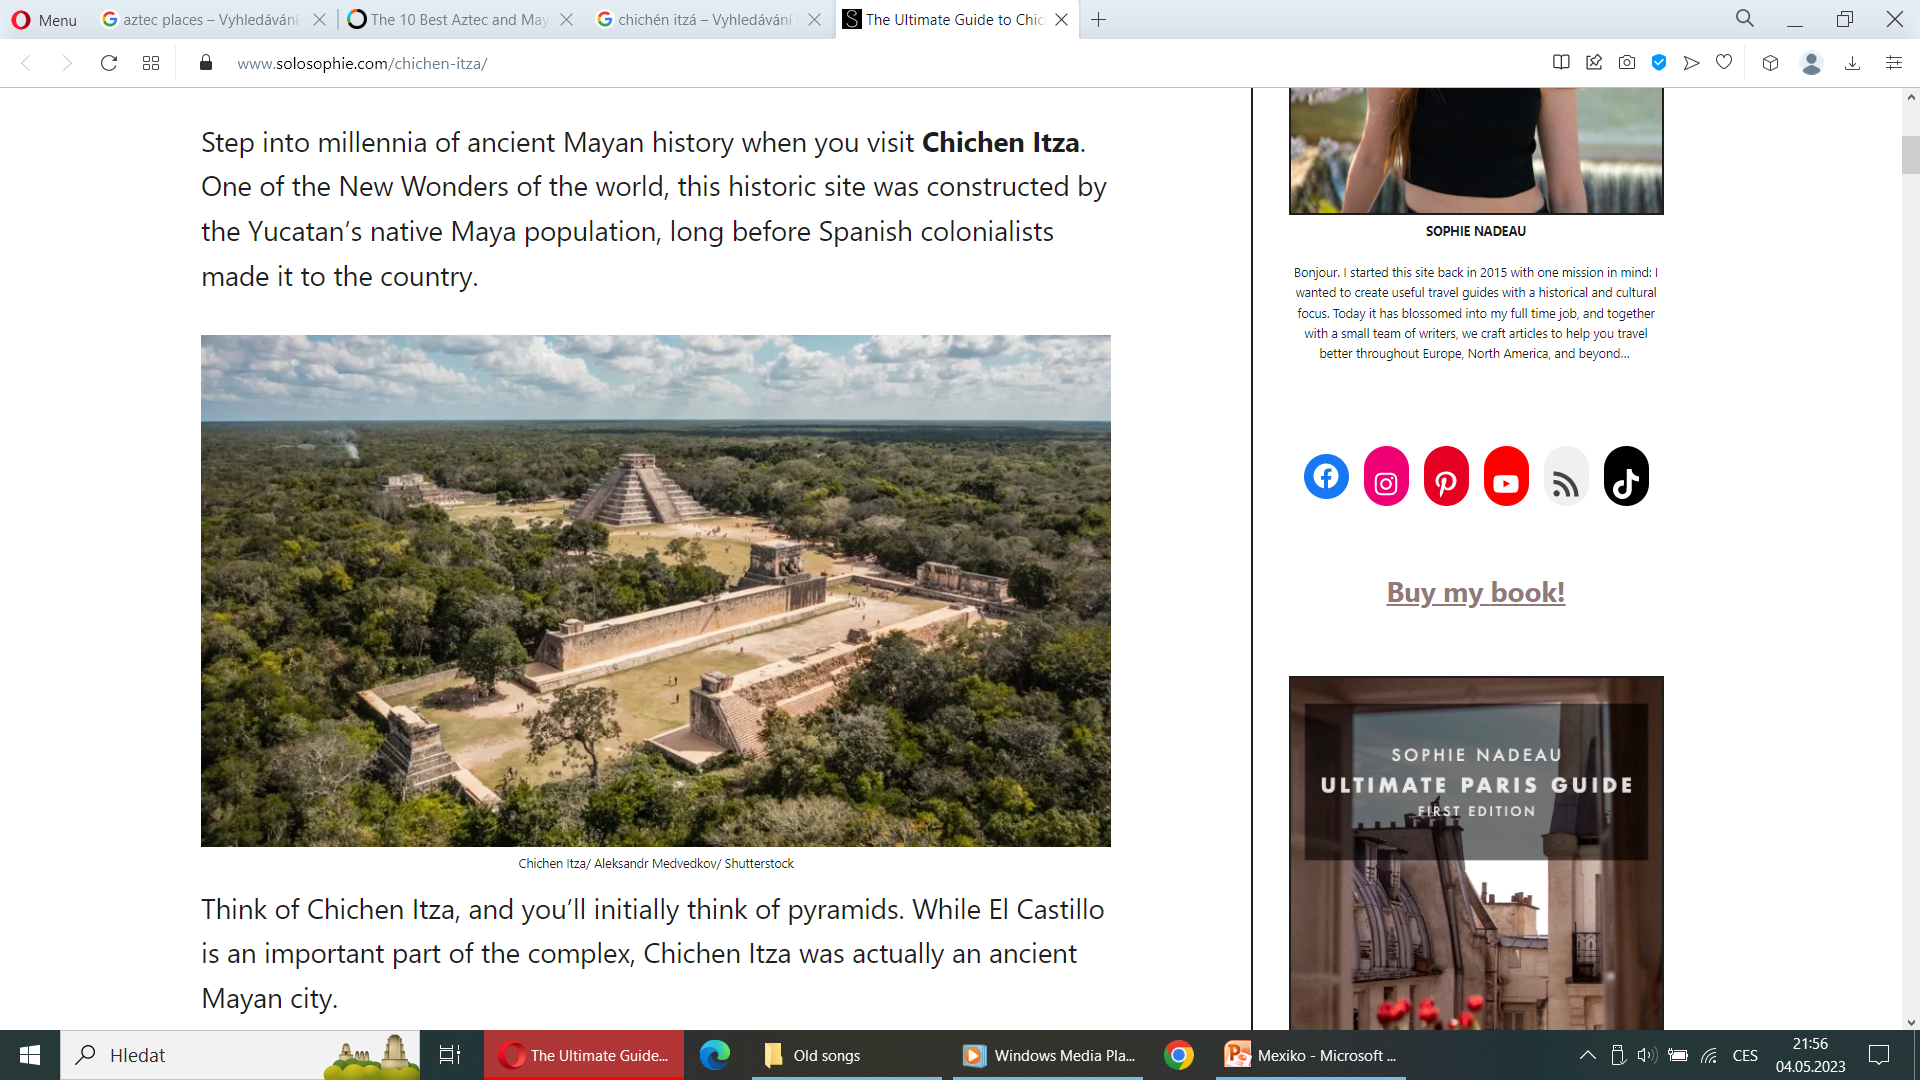 Menu
aztec places – Vyhledávání
The 10 Best Aztec and May
chichén itzá – Vyhledávání
The Ultimate Guide to Chic
www.solosophie.com/chichen-itza/
Step into millennia of ancient Mayan history when you visit Chichen Itza.
One of the New Wonders of the world, this historic site was constructed by
the Yucatan’s native Maya population, long before Spanish colonialists
made it to the country.
Chichen Itza/ Aleksandr Medvedkov/ Shutterstock
Think of Chichen Itza, and you’ll initially think of pyramids. While El Castillo
is an important part of the complex, Chichen Itza was actually an ancient
Mayan city.
SOPHIE NADEAU
Bonjour. I started this site back in 2015 with one mission in mind: I
wanted to create useful travel guides with a historical and cultural
focus. Today it has blossomed into my full time job, and together
with a small team of writers, we craft articles to help you travel
better throughout Europe, North America, and beyond...
Buy my book!
SOPHIE NADEAU
ULTIMATE PARIS GUIDE
FIRST EDITION
Hledat
The Ultimate Guide...
Old songs
Windows Media Pla...
Mexiko - Microsoft ...
CES
21:56
04.05.2023